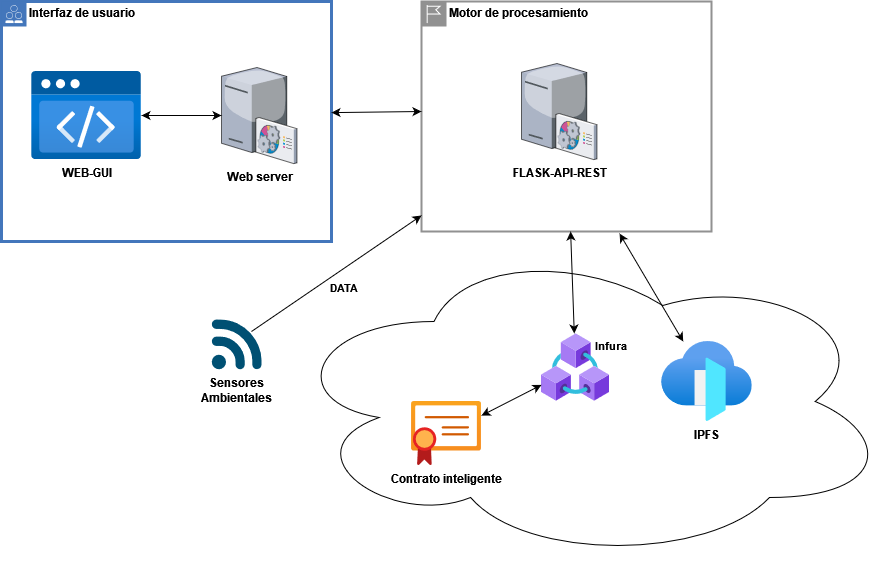 Interfaz de usuario
Motor de procesamiento
WEB-GUI
Web server
FLASK-API-REST
DATA
Sensores
Ambientales
Infura
Contrato inteligente
IPFS